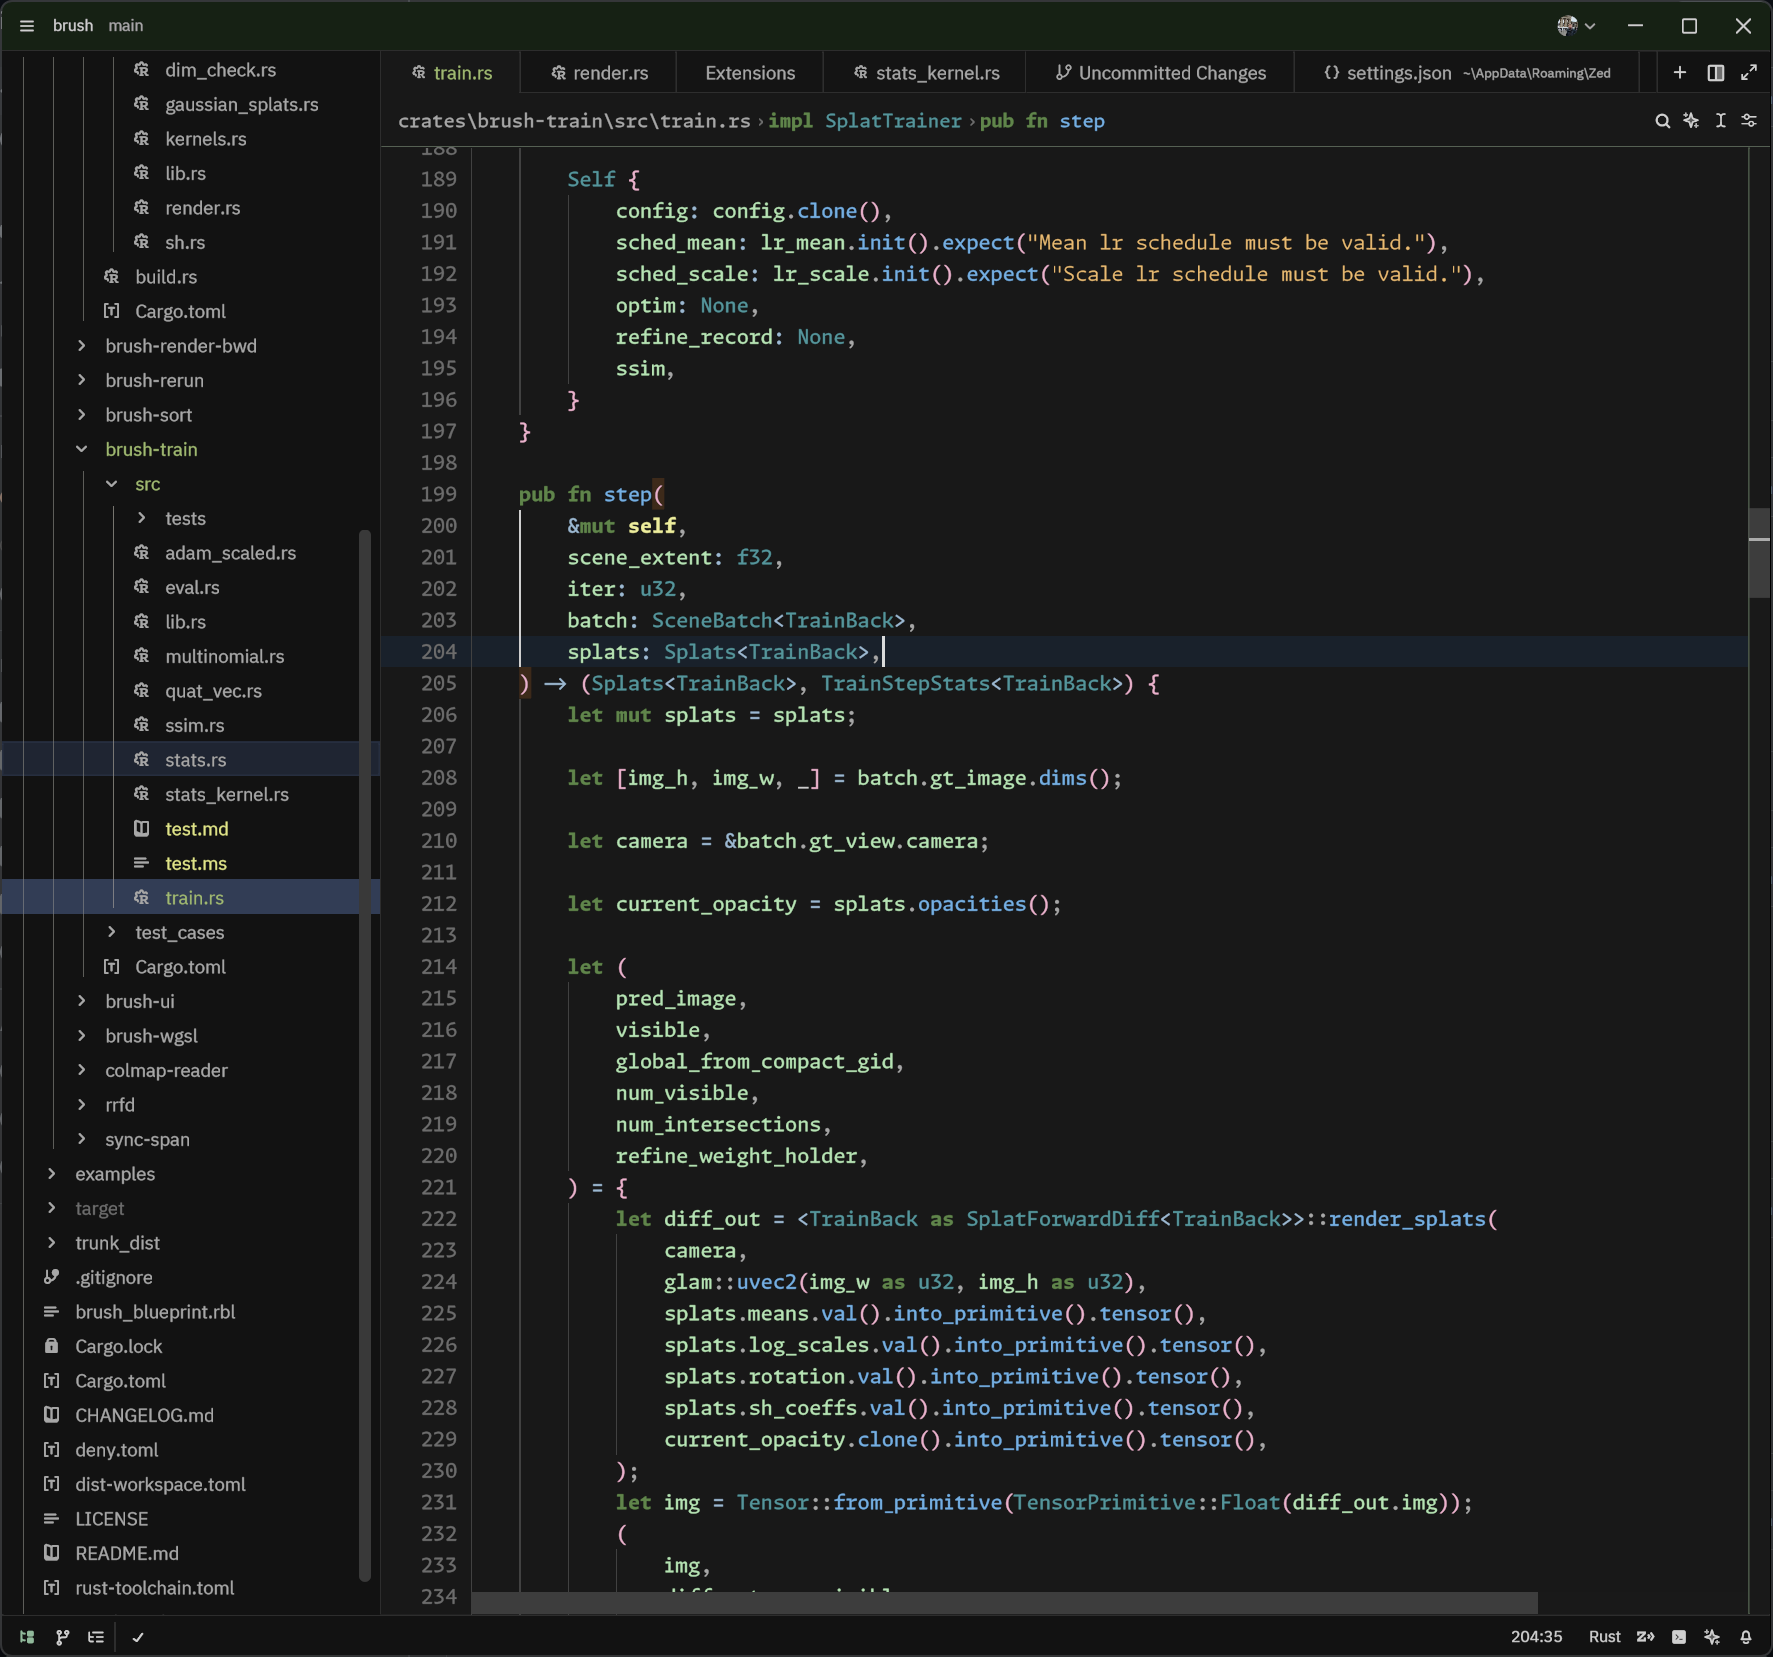 brush main
dim_check.rs
gaussian_splats.rs
kernels.rs
lib.rs
render.rs
sh.rs
build.rs
Cargo.toml
brush-render-bwd
brush-rerun
brush-sort
brush-train
src
tests
adam_scaled.rs
eval.rs
lib.rs
multinomial.rs
quat_vec.rs
ssim.rs
stats.rs
stats_kernel.rs
test.md
test.ms
train.rs
test_cases
Cargo.toml
brush-ui
brush-wgsl
colmap-reader
rrfd
sync-span
examples
target
trunk_dist
.gitignore
brush_blueprint.rbl
Cargo.lock
Cargo.toml
CHANGELOG.md
deny.toml
dist-workspace.toml
LICENSE
README.md
rust-toolchain.toml
train.rs render.rs Extensions stats_kernel.rs Uncommitted Changes {} settings.json ~\AppData\Roaming\Zed
crates\brush-train\src\train.rs › impl SplatTrainer › pub fn step
188
189 Self {
190 config: config.clone(),
191 sched_mean: lr_mean.init().expect("Mean lr schedule must be valid."),
192 sched_scale: lr_scale.init().expect("Scale lr schedule must be valid."),
193 optim: None,
194 refine_record: None,
195 ssim,
196 }
197 }
198
199 pub fn step(
200 &mut self,
201 scene_extent: f32,
202 iter: u32,
203 batch: SceneBatch<TrainBack>,
204 splats: Splats<TrainBack>,
205 ) → (Splats<TrainBack>, TrainStepStats<TrainBack>) {
206 let mut splats = splats;
207
208 let [img_h, img_w, _] = batch.gt_image.dims();
209
210 let camera = &batch.gt_view.camera;
211
212 let current_opacity = splats.opacities();
213
214 let (
215 pred_image,
216 visible,
217 global_from_compact_gid,
218 num_visible,
219 num_intersections,
220 refine_weight_holder,
221 ) = {
222 let diff_out = <TrainBack as SplatForwardDiff<TrainBack>>::render_splats(
223 camera,
224 glam::uvec2(img_w as u32, img_h as u32),
225 splats.means.val().into_primitive().tensor(),
226 splats.log_scales.val().into_primitive().tensor(),
227 splats.rotation.val().into_primitive().tensor(),
228 splats.sh_coeffs.val().into_primitive().tensor(),
229 current_opacity.clone().into_primitive().tensor(),
230 );
231 let img = Tensor::from_primitive(TensorPrimitive::Float(diff_out.img));
232 (
233 img,
234
204:35 Rust